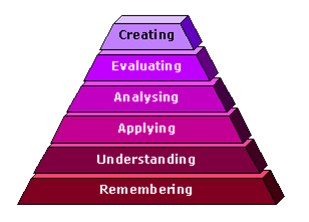 Creating
Evaluating
Analysing
Applying
Understanding
Remembering